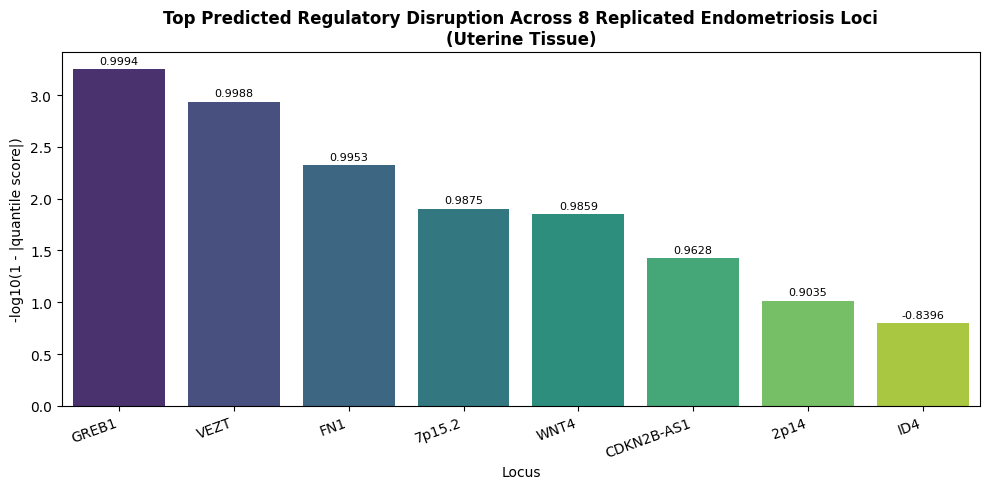 Top Predicted Regulatory Disruption Across 8 Replicated Endometriosis Loci
(Uterine Tissue)
-log10(1 - |quantile score|)
3.0
2.5
2.0
1.5
1.0
0.5
0.0
0.9994
0.9988
0.9953
0.9875
0.9859
0.9628
0.9035
-0.8396
GREB1
VEZT
FN1
7p15.2
WNT4
CDKN2B-AS1
2p14
ID4
Locus